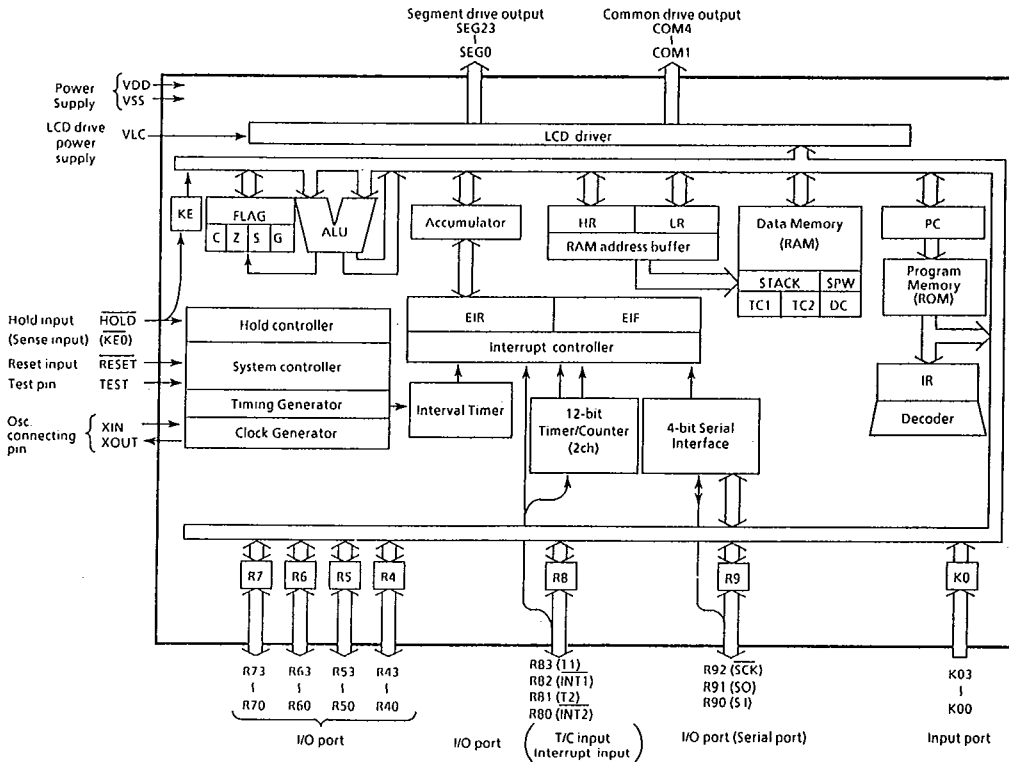 Segment drive output
SEG23
~
SEG0
Common drive output
COM4
~
COM1
Power Supply
VDD
VSS
LCD drive power supply
VLC
LCD driver
KE
FLAG
C Z S G
ALU
Accumulator
HR LR
RAM address buffer
Data Memory (RAM)
STACK SPW
TC1 TC2 DC
PC
Program Memory (ROM)
IR
Decoder
Hold input
(Sense input)
HOLD
(KE0)
Reset input RESET
Test pin TEST
Osc. connecting pin
XIN
XOUT
Hold controller
System controller
Timing Generator
Clock Generator
EIR EIF
Interrupt controller
Interval Timer
12-bit Timer/Counter (2ch)
4-bit Serial Interface
R7 R6 R5 R4 R8 R9 K0
R73 R63 R53 R43
~ ~ ~ ~
R70 R60 R50 R40
I/O port
R83 (T1)
R82 (INT1)
R81 (T2)
R80 (INT2)
I/O port (T/C input Interrupt input)
R92 (SCK)
R91 (SO)
R90 (SI)
I/O port (Serial port)
K03
~
K00
Input port